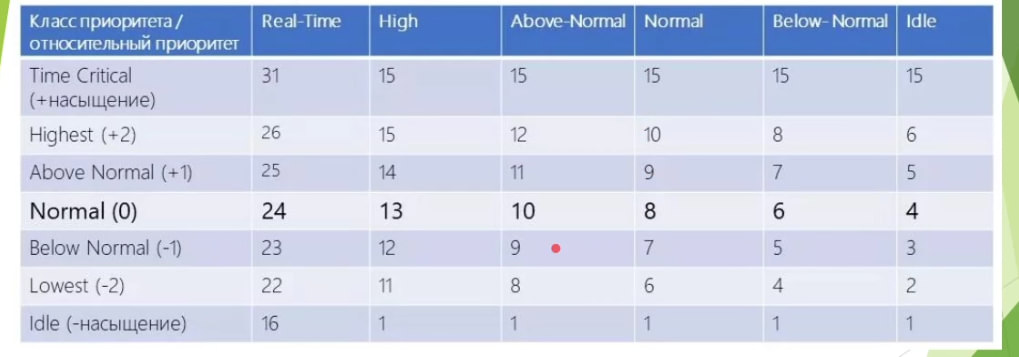 Класс приоритета / Real-Time High Above-Normal Normal Below- Normal Idle
относительный приоритет
Time Critical 31 15 15 15 15 15
(+насыщение)
Highest (+2) 26 15 12 10 8 6
Above Normal (+1) 25 14 11 9 7 5
Normal (0) 24 13 10 8 6 4
Below Normal (-1) 23 12 9 7 5 3
Lowest (-2) 22 11 8 6 4 2
Idle (-насыщение) 16 1 1 1 1 1